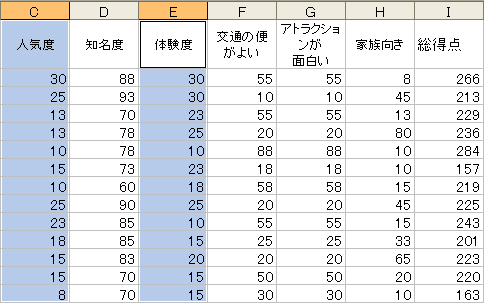 C D E F G H I
人気度 知名度 体験度 交通の便がよい アトラクションが面白い 家族向き 総得点
30 88 30 55 55 8 266
25 93 30 10 10 45 213
13 70 23 55 55 13 229
13 78 25 20 20 80 236
10 78 10 88 88 10 284
15 73 23 18 18 10 157
10 60 18 58 58 15 219
25 90 25 20 20 45 225
23 85 10 55 55 15 243
18 85 15 25 25 33 201
15 83 20 20 20 65 223
15 70 15 50 50 20 220
8 70 15 30 30 10 163